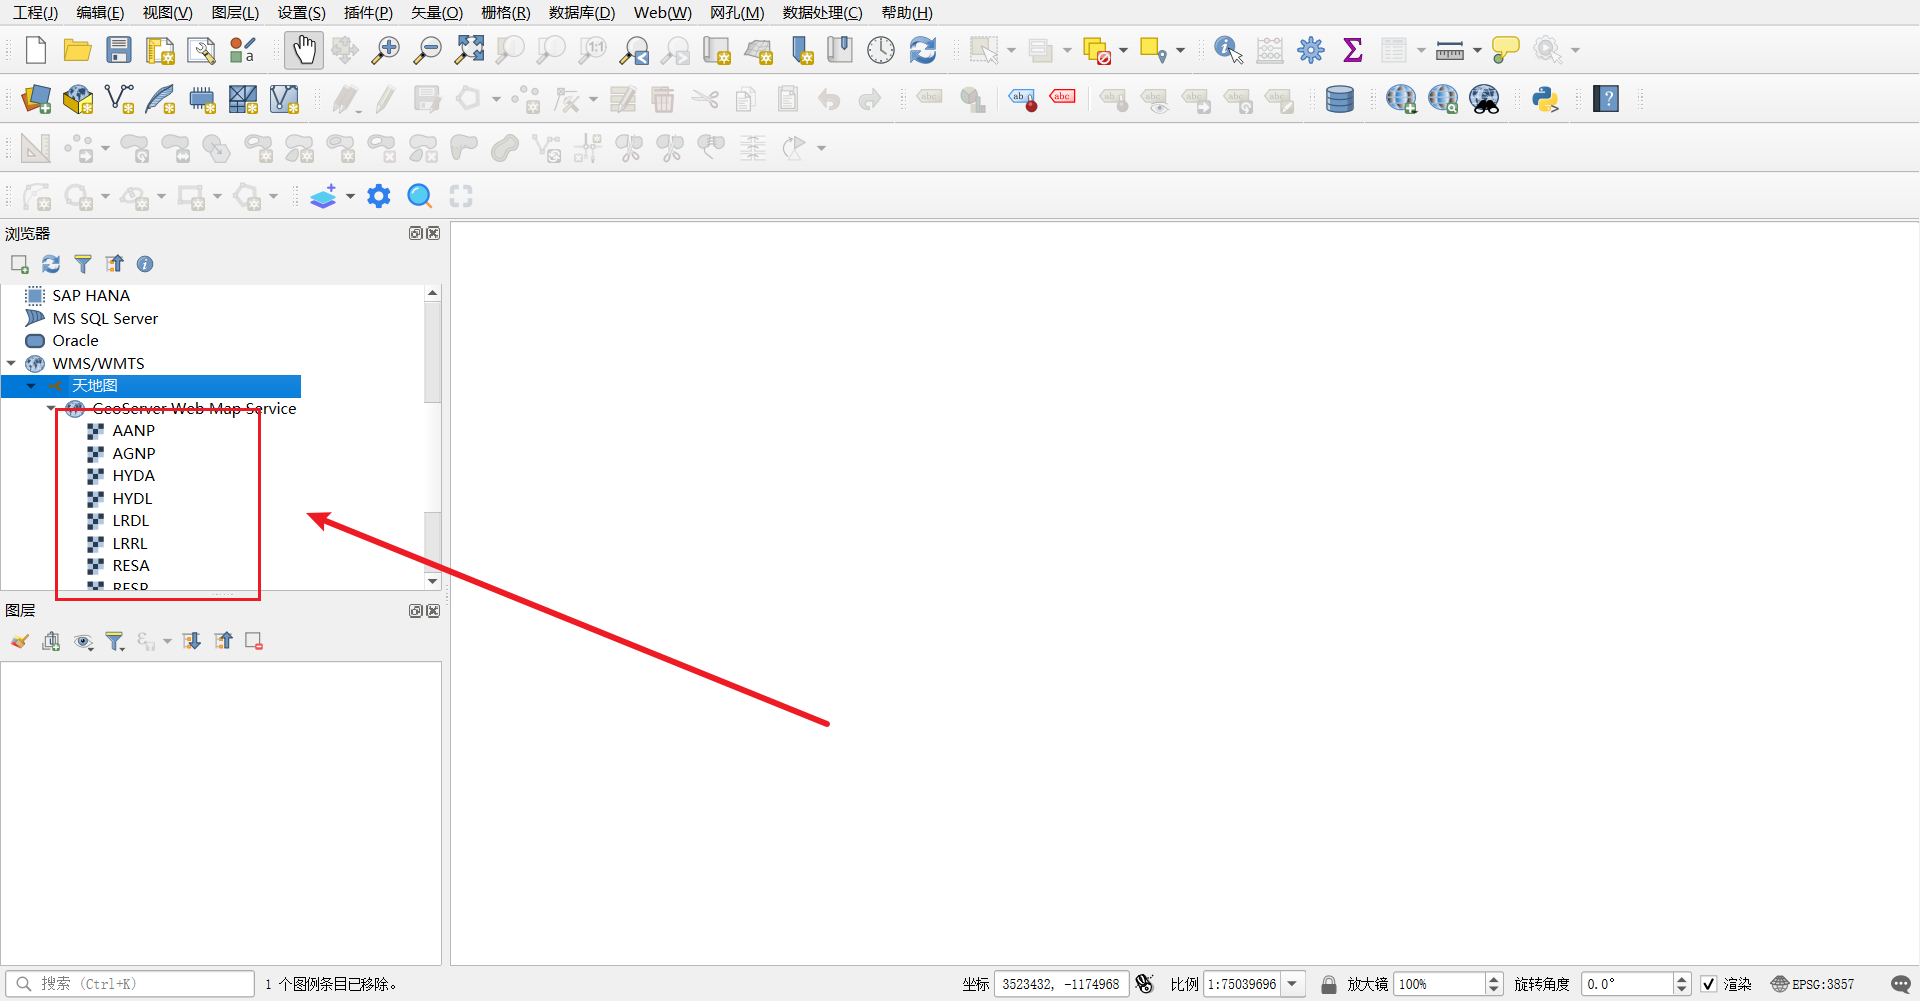 工程(J) 编辑(E) 视图(V) 图层(L) 设置(S) 插件(P) 矢量(O) 栅格(R) 数据库(D) Web(W) 网孔(M) 数据处理(C) 帮助(H)
浏览器
SAP HANA
MS SQL Server
Oracle
WMS/WMTS
天地图
GeoServer Web Map Service
AANP
AGNP
HYDA
HYDL
LRDL
LRRL
RESA
RESP
图层
搜索 (Ctrl+K) 1 个图例条目已移除。 坐标 3523432, -1174968 比例 1:75039696 放大镜 100% 旋转角度 0.0° 渲染 EPSG:3857